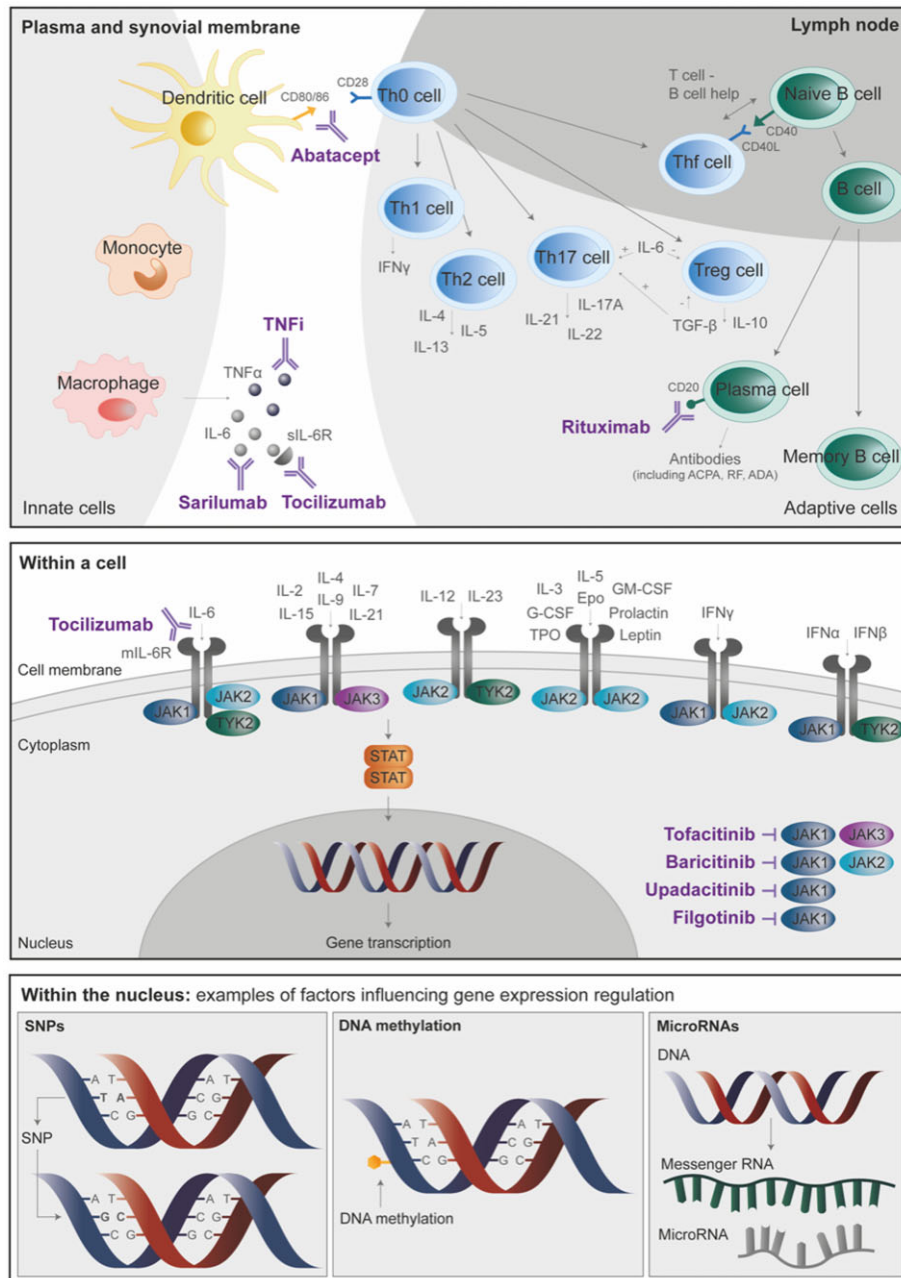 Plasma and synovial membrane
Lymph node
Dendritic cell
CD80/86
CD28
Th0 cell
Abatacept
T cell -
B cell help
Naive B cell
CD40
CD40L
Thf cell
B cell
Monocyte
Th1 cell
IFNγ
Th2 cell
IL-4
IL-5
IL-13
Th17 cell
+ IL-6 -
Treg cell
+
-
IL-17A
IL-21
IL-22
TGF-β
IL-10
TNFi
Macrophage
TNFα
IL-6
sIL-6R
Sarilumab
Tocilizumab
CD20
Plasma cell
Rituximab
Antibodies
(including ACPA, RF, ADA)
Memory B cell
Innate cells
Adaptive cells
Within a cell
Tocilizumab
IL-6
mIL-6R
IL-2
IL-4
IL-7
IL-15
IL-9
IL-21
IL-12
IL-23
IL-3
IL-5
GM-CSF
G-CSF
Epo
Prolactin
TPO
Leptin
IFNγ
IFNα
IFNβ
Cell membrane
JAK1
JAK2
TYK2
JAK1
JAK3
JAK2
TYK2
JAK2
JAK2
JAK1
JAK2
JAK1
TYK2
Cytoplasm
STAT
STAT
Tofacitinib
JAK1
JAK3
Baricitinib
JAK1
JAK2
Upadacitinib
JAK1
Filgotinib
JAK1
Nucleus
Gene transcription
Within the nucleus: examples of factors influencing gene expression regulation
SNPs
A T A T
T A C G
C G G C
SNP
A T A T
G C C G
C G G C
DNA methylation
A T A T
T A C G
C G G C
DNA methylation
MicroRNAs
DNA
Messenger RNA
MicroRNA